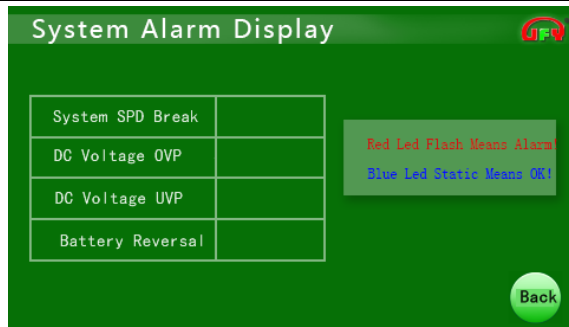 System Alarm Display
JFY
System SPD Break
DC Voltage OVP
DC Voltage UVP
Battery Reversal
Red Led Flash Means Alarm!
Blue Led Static Means OK!
Back